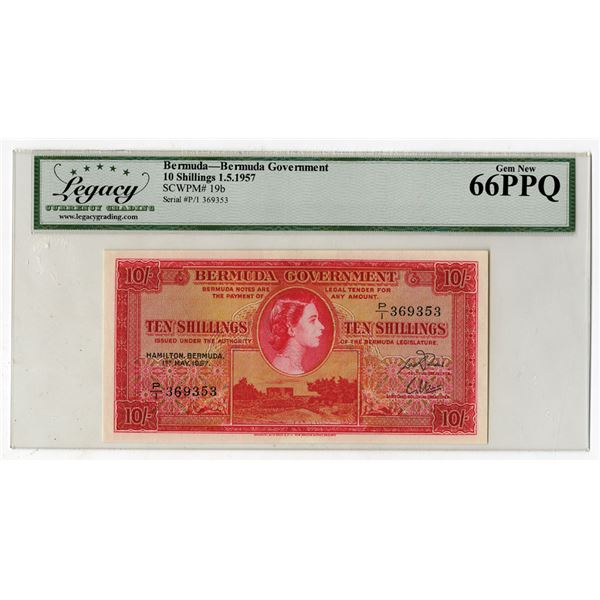 Legacy
CURRENCY GRADING
www.legacygrading.com
Bermuda—Bermuda Government
10 Shillings 1.5.1957
SCWPM# 19b
Serial #P/1 369353
Gem New
66PPQ
10/- BERMUDA GOVERNMENT 10/-
BERMUDA NOTES ARE LEGAL TENDER FOR
THE PAYMENT OF ANY AMOUNT.
P/1 369353
TEN SHILLINGS TEN SHILLINGS
ISSUED UNDER THE AUTHORITY OF THE BERMUDA LEGISLATURE.
HAMILTON, BERMUDA.
1ST MAY, 1957.
P/1 369353
10/- 10/-